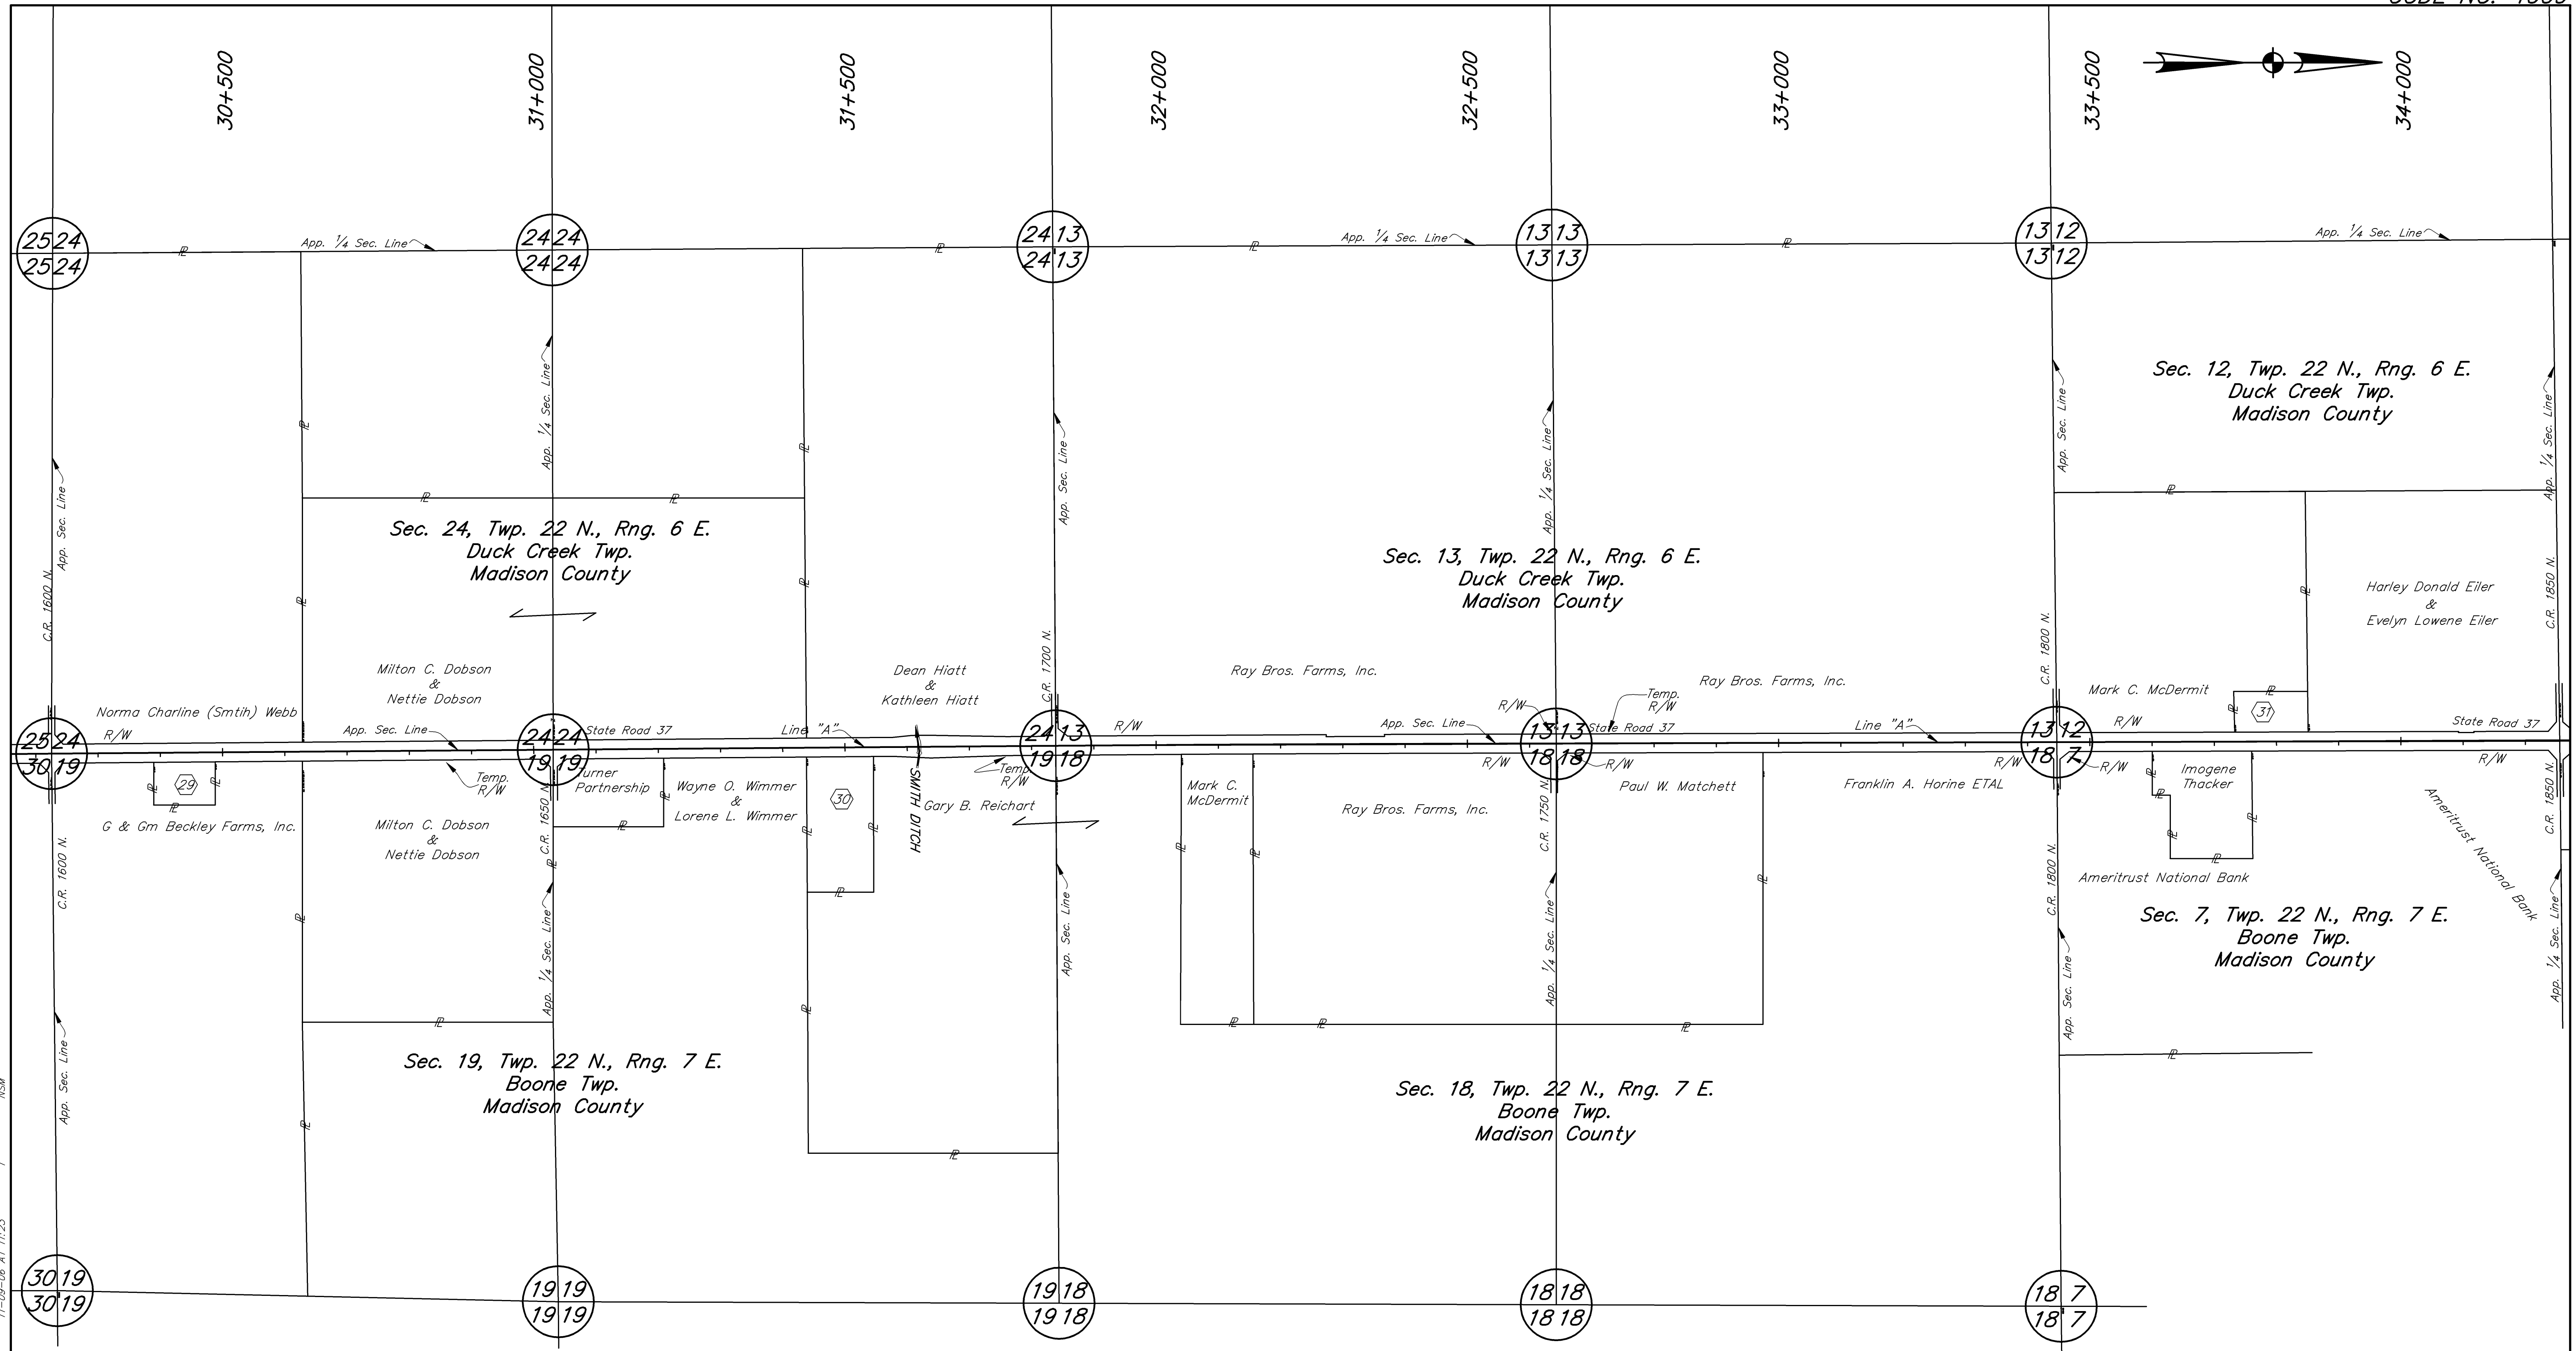 30+500
31+000
31+500
32+000
32+500
33+000
33+500
34+000
25 24
25 24
App. 1/4 Sec. Line
24 24
24 24
24 13
24 13
App. 1/4 Sec. Line
13 13
13 13
13 12
13 12
App. 1/4 Sec. Line
Sec. 12, Twp. 22 N., Rng. 6 E.
Duck Creek Twp.
Madison County
Sec. 24, Twp. 22 N., Rng. 6 E.
Duck Creek Twp.
Madison County
Sec. 13, Twp. 22 N., Rng. 6 E.
Duck Creek Twp.
Madison County
App. Sec. Line
App. 1/4 Sec. Line
App. Sec. Line
App. 1/4 Sec. Line
App. Sec. Line
App. 1/4 Sec. Line
C.R. 1600 N.
C.R. 1700 N.
C.R. 1800 N.
C.R. 1850 N.
Harley Donald Eiler
&
Evelyn Lowene Eiler
Norma Charline (Smtih) Webb
Milton C. Dobson
&
Nettie Dobson
Dean Hiatt
&
Kathleen Hiatt
Ray Bros. Farms, Inc.
Ray Bros. Farms, Inc.
Mark C. McDermit
31
R/W
App. Sec. Line
State Road 37
Line "A"
R/W
App. Sec. Line
R/W
Temp.
R/W
State Road 37
Line "A"
R/W
State Road 37
25 24
30 19
24 24
19 19
24 13
19 18
13 13
18 18
13 12
18 7
29
Temp.
R/W
Turner
Partnership
Wayne O. Wimmer
&
Lorene L. Wimmer
30
SMITH DITCH
Temp.
R/W
Gary B. Reichart
Mark C.
McDermit
Ray Bros. Farms, Inc.
R/W
R/W
Paul W. Matchett
Franklin A. Horine ETAL
R/W
R/W
Imogene
Thacker
R/W
G & Gm Beckley Farms, Inc.
Milton C. Dobson
&
Nettie Dobson
Ameritrust National Bank
Ameritrust National Bank
C.R. 1600 N.
C.R. 1650 N.
C.R. 1750 N.
C.R. 1800 N.
C.R. 1850 N.
App. Sec. Line
App. 1/4 Sec. Line
App. Sec. Line
App. 1/4 Sec. Line
App. Sec. Line
App. 1/4 Sec. Line
Sec. 7, Twp. 22 N., Rng. 7 E.
Boone Twp.
Madison County
Sec. 19, Twp. 22 N., Rng. 7 E.
Boone Twp.
Madison County
Sec. 18, Twp. 22 N., Rng. 7 E.
Boone Twp.
Madison County
30 19
30 19
19 19
19 19
19 18
19 18
18 18
18 18
18 7
18 7